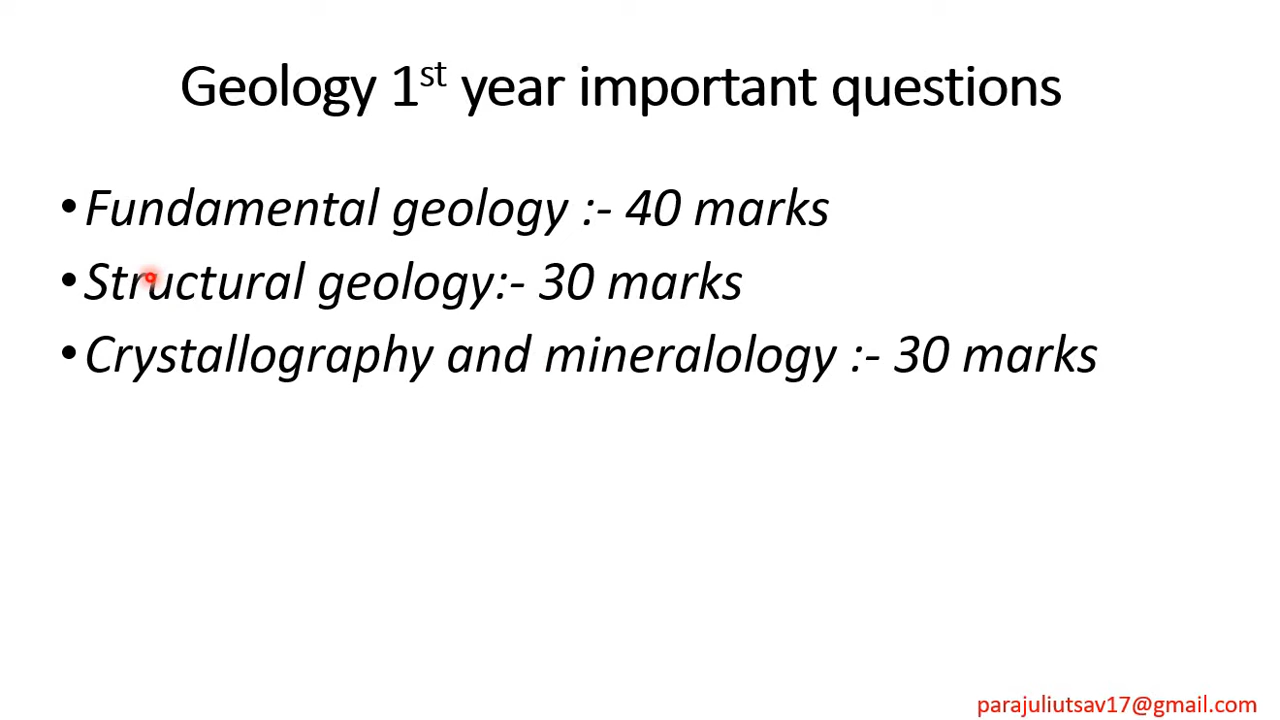 Geology 1st year important questions
•Fundamental geology :- 40 marks
•Structural geology:- 30 marks
•Crystallography and mineralology :- 30 marks
parajuliutsav17@gmail.com